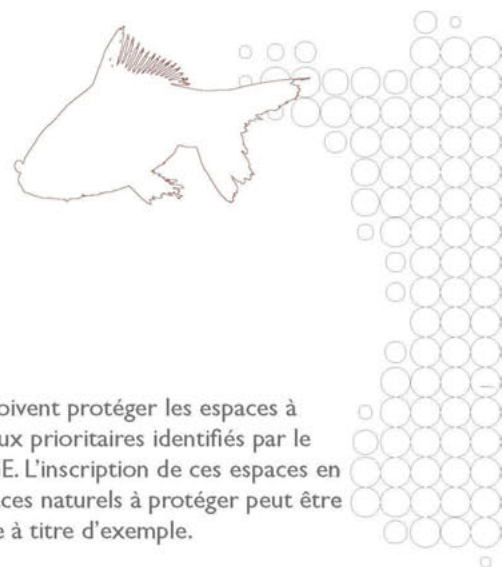 oivent protéger les espaces à
ux prioritaires identifiés par le
E. L'inscription de ces espaces en
ces naturels à protéger peut être
e à titre d'exemple.